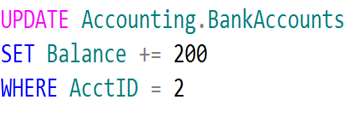 UPDATE Accounting.BankAccounts
SET Balance += 200
WHERE AcctID = 2